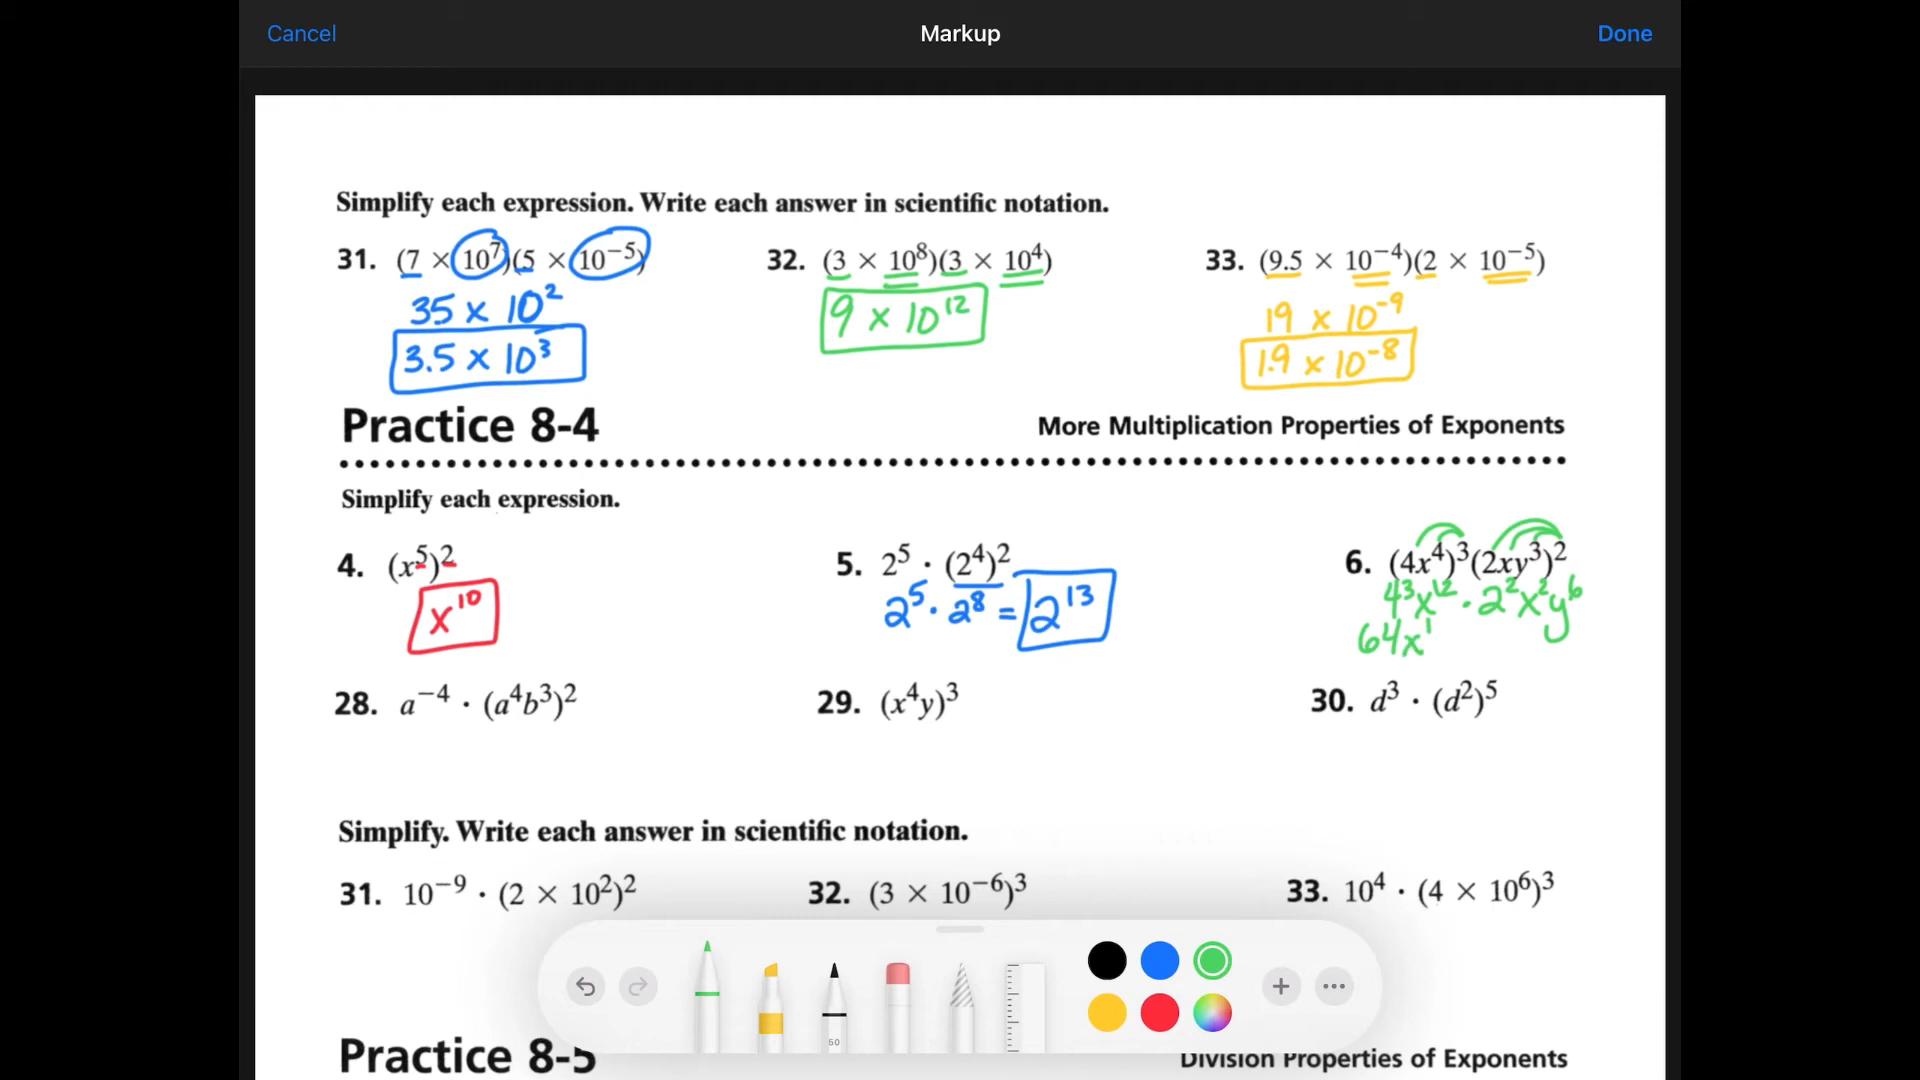 Cancel Markup Done
Simplify each expression. Write each answer in scientific notation.
31. (7 × 10⁷)(5 × 10⁻⁵) 32. (3 × 10⁸)(3 × 10⁴) 33. (9.5 × 10⁻⁴)(2 × 10⁻⁵)
35 x 10² 9 x 10¹² 19 x 10⁻⁹
3.5 x 10³ 1.9 x 10⁻⁸
Practice 8-4 More Multiplication Properties of Exponents
Simplify each expression.
4. (x⁵)² 5. 2⁵ · (2⁴)² 6. (4x⁴)³(2xy³)²
x¹⁰ 2⁵ · 2⁸ = 2¹³ 4³x¹² · 2²x²y⁶
64x¹
28. a⁻⁴ · (a⁴b³)² 29. (x⁴y)³ 30. d³ · (d²)⁵
Simplify. Write each answer in scientific notation.
31. 10⁻⁹ · (2 × 10²)² 32. (3 × 10⁻⁶)³ 33. 10⁴ · (4 × 10⁶)³
50
Practice 8-5 Division Properties of Exponents